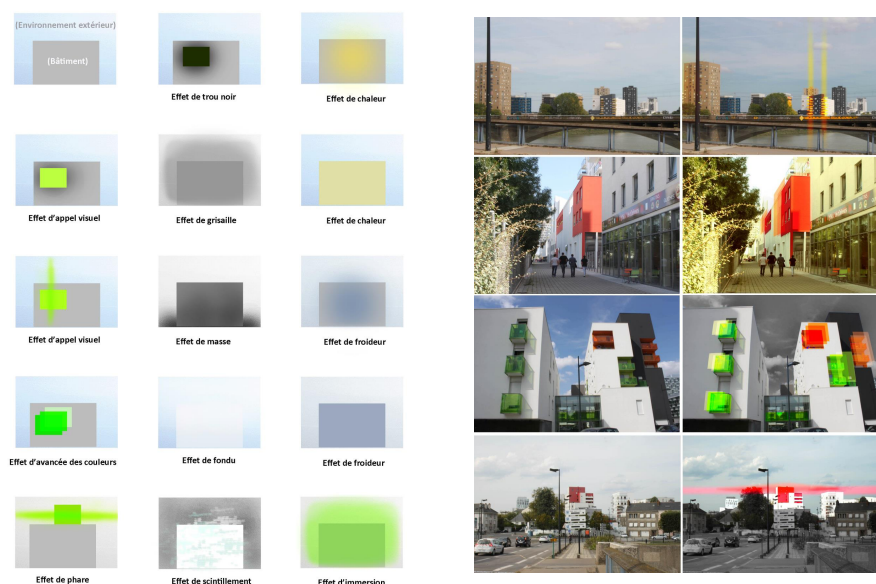 (Environnement extérieur)
(Bâtiment)
Effet de trou noir
Effet de chaleur
Effet d'appel visuel
Effet de grisaille
Effet de chaleur
Effet d'appel visuel
Effet de masse
Effet de froideur
Effet d'avancée des couleurs
Effet de fondu
Effet de froideur
Effet de phare
Effet de scintillement
Effet d'immersion